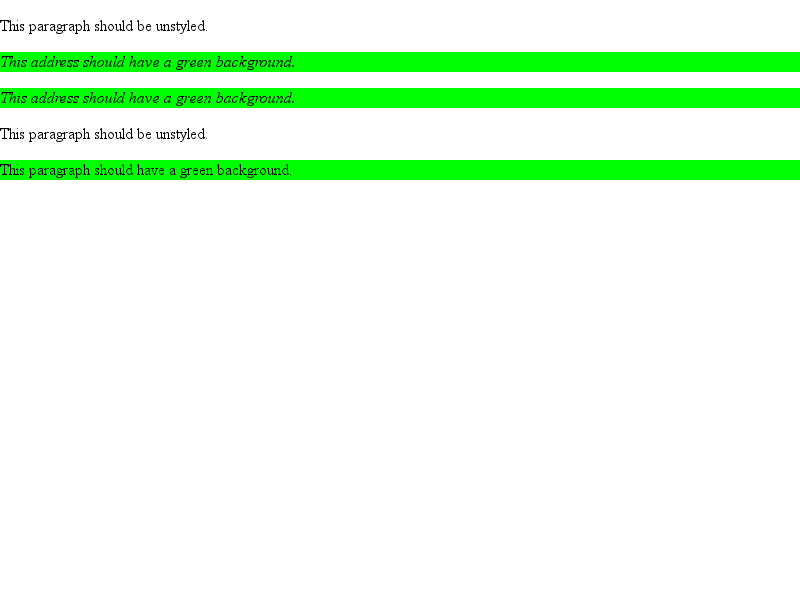 This paragraph should be unstyled.
This address should have a green background.
This address should have a green background.
This paragraph should be unstyled.
This paragraph should have a green background.